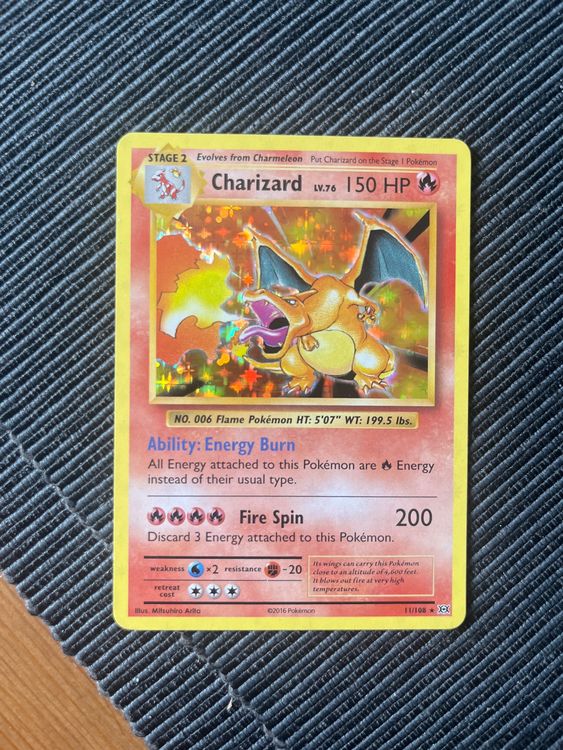 STAGE 2 Evolves from Charmeleon Put Charizard on the Stage 1 Pokémon
Charizard LV.76 150 HP
NO. 006 Flame Pokémon HT: 5'07" WT: 199.5 lbs.
Ability: Energy Burn
All Energy attached to this Pokémon are Energy
instead of their usual type.
Fire Spin 200
Discard 3 Energy attached to this Pokémon.
weakness ×2 resistance -20
retreat
cost
Its wings can carry this Pokémon
close to an altitude of 4,600 feet.
It blows out fire at very high
temperatures.
Illus. Mitsuhiro Arita ©2016 Pokémon 11/108 ★